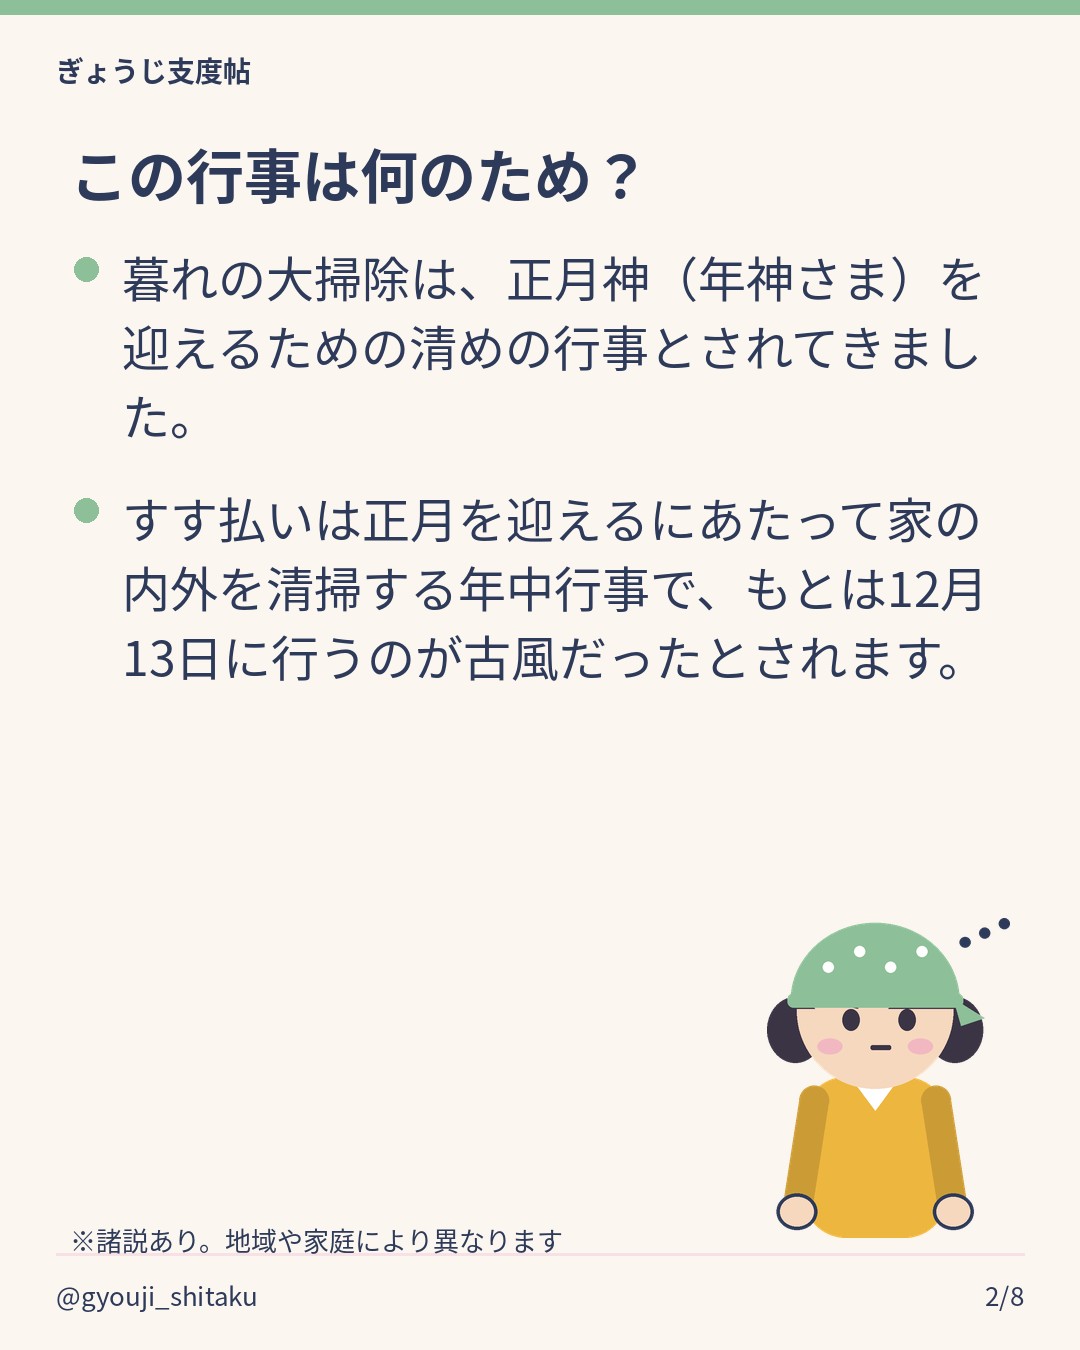 ぎょうじ支度帖
この行事は何のため？
暮れの大掃除は、正月神（年神さま）を
迎えるための清めの行事とされてきまし
た。
すす払いは正月を迎えるにあたって家の
内外を清掃する年中行事で、もとは12月
13日に行うのが古風だったとされます。
※諸説あり。地域や家庭により異なります
@gyouji_shitaku
2/8